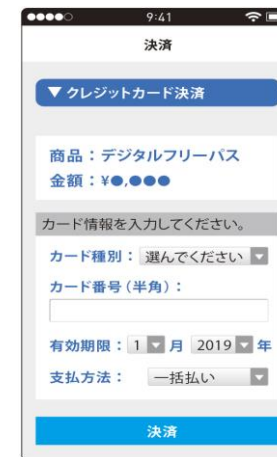 9:41
決済
▼ クレジットカード決済
商品：デジタルフリーパス
金額：¥●,●●●
カード情報を入力してください。
カード種別： 選んでください
カード番号（半角）：
有効期限： 1 月 2019 年
支払方法： 一括払い
決済